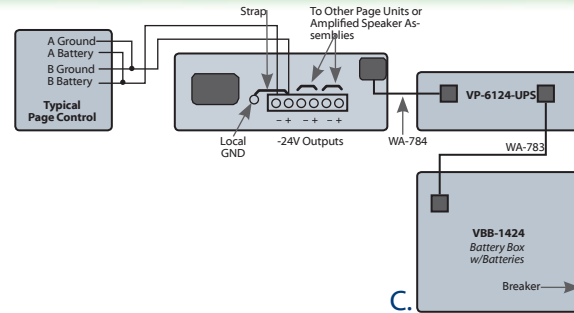 Strap
To Other Page Units or
Amplified Speaker As-
semblies
A Ground
A Battery
B Ground
B Battery
Typical
Page Control
- + - + - +
Local
GND
-24V Outputs
WA-784
VP-6124-UPS
WA-783
VBB-1424
Battery Box
w/Batteries
Breaker
C.